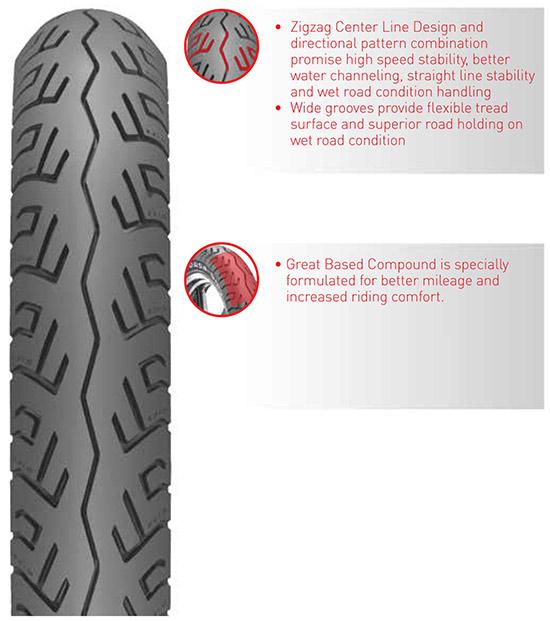 • Zigzag Center Line Design and
directional pattern combination
promise high speed stability, better
water channeling, straight line stability
and wet road condition handling
• Wide grooves provide flexible tread
surface and superior road holding on
wet road condition
• Great Based Compound is specially
formulated for better mileage and
increased riding comfort.